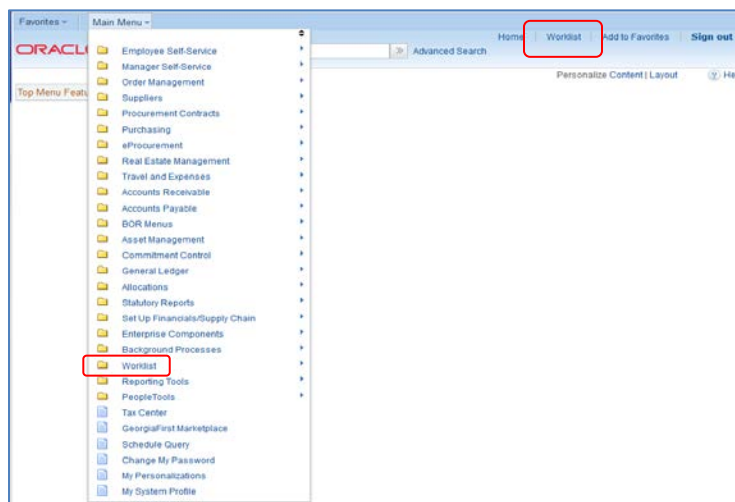 Favorites Main Menu
Home Worklist Add to Favorites Sign out
ORACL
Advanced Search
Personalize Content | Layout He
Top Menu Featu
Employee Self-Service
Manager Self-Service
Order Management
Suppliers
Procurement Contracts
Purchasing
eProcurement
Real Estate Management
Travel and Expenses
Accounts Receivable
Accounts Payable
BOR Menus
Asset Management
Commitment Control
General Ledger
Allocations
Statutory Reports
Set Up Financials/Supply Chain
Enterprise Components
Background Processes
Worklist
Reporting Tools
PeopleTools
Tax Center
GeorgiaFirst Marketplace
Schedule Query
Change My Password
My Personalizations
My System Profile